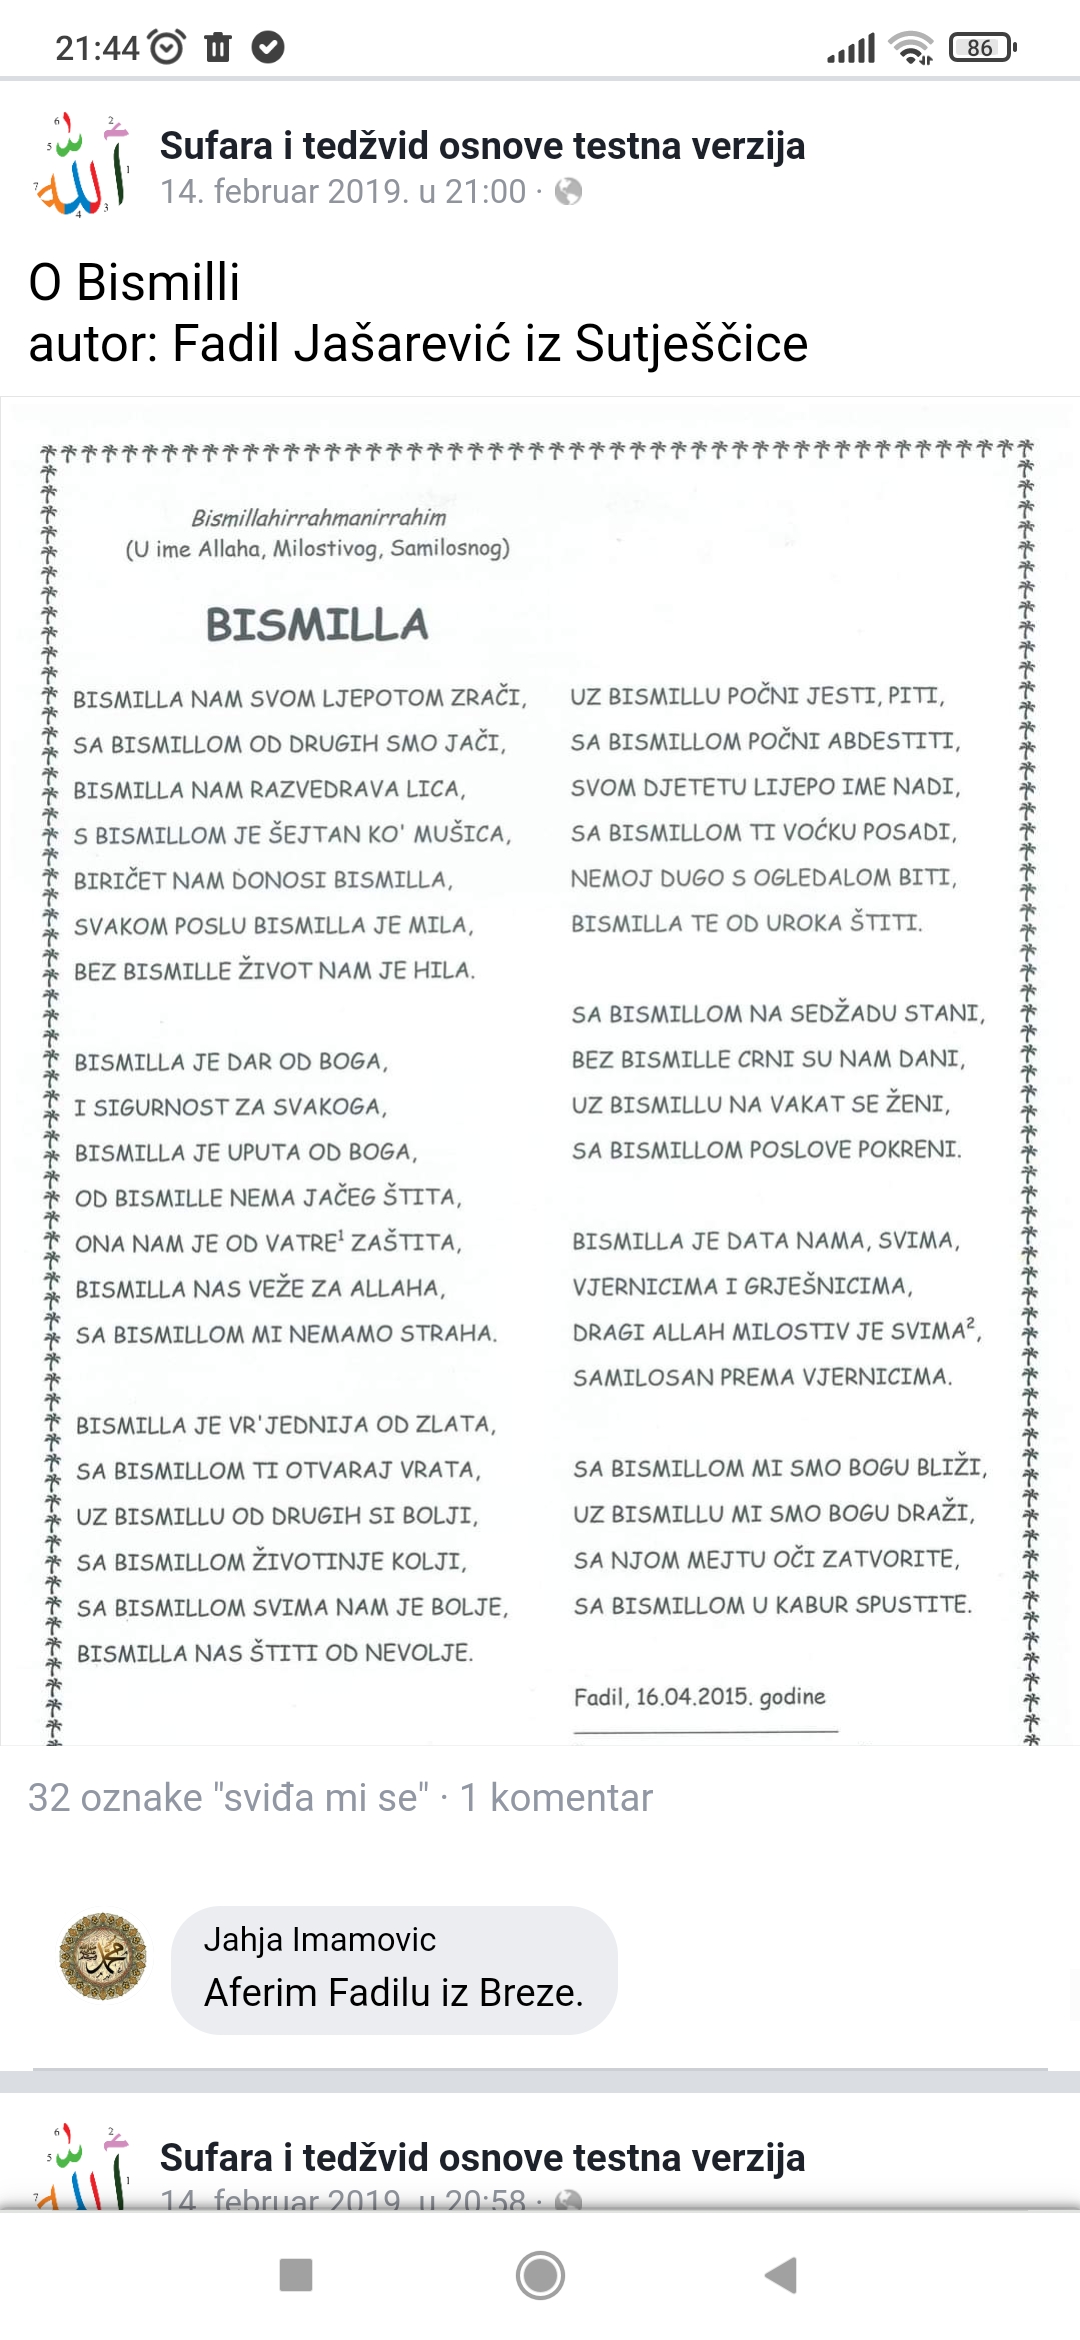 21:44
86
Sufara i tedžvid osnove testna verzija
14. februar 2019. u 21:00 ·
O Bismilli
autor: Fadil Jašarević iz Sutješčice
Bismillahirrahmanirrahim
(U ime Allaha, Milostivog, Samilosnog)
BISMILLA
BISMILLA NAM SVOM LJEPOTOM ZRAČI,
SA BISMILLOM OD DRUGIH SMO JAČI,
BISMILLA NAM RAZVEDRAVA LICA,
S BISMILLOM JE ŠEJTAN KO' MUŠICA,
BIRIČET NAM DONOSI BISMILLA,
SVAKOM POSLU BISMILLA JE MILA,
BEZ BISMILLE ŽIVOT NAM JE HILA.
BISMILLA JE DAR OD BOGA,
I SIGURNOST ZA SVAKOGA,
BISMILLA JE UPUTA OD BOGA,
OD BISMILLE NEMA JAČEG ŠTITA,
ONA NAM JE OD VATRE¹ ZAŠTITA,
BISMILLA NAS VEŽE ZA ALLAHA,
SA BISMILLOM MI NEMAMO STRAHA.
BISMILLA JE VR'JEDNIJA OD ZLATA,
SA BISMILLOM TI OTVARAJ VRATA,
UZ BISMILLU OD DRUGIH SI BOLJI,
SA BISMILLOM ŽIVOTINJE KOLJI,
SA BISMILLOM SVIMA NAM JE BOLJE,
BISMILLA NAS ŠTITI OD NEVOLJE.
UZ BISMILLU POČNI JESTI, PITI,
SA BISMILLOM POČNI ABDESTITI,
SVOM DJETETU LIJEPO IME NADI,
SA BISMILLOM TI VOĆKU POSADI,
NEMOJ DUGO S OGLEDALOM BITI,
BISMILLA TE OD UROKA ŠTITI.
SA BISMILLOM NA SEDŽADU STANI,
BEZ BISMILLE CRNI SU NAM DANI,
UZ BISMILLU NA VAKAT SE ŽENI,
SA BISMILLOM POSLOVE POKRENI.
BISMILLA JE DATA NAMA, SVIMA,
VJERNICIMA I GRJEŠNICIMA,
DRAGI ALLAH MILOSTIV JE SVIMA²,
SAMILOSAN PREMA VJERNICIMA.
SA BISMILLOM MI SMO BOGU BLIŽI,
UZ BISMILLU MI SMO BOGU DRAŽI,
SA NJOM MEJTU OČI ZATVORITE,
SA BISMILLOM U KABUR SPUSTITE.
Fadil, 16.04.2015. godine
32 oznake "sviđa mi se" · 1 komentar
Jahja Imamovic
Aferim Fadilu iz Breze.
Sufara i tedžvid osnove testna verzija
14. februar 2019. u 20:58 ·